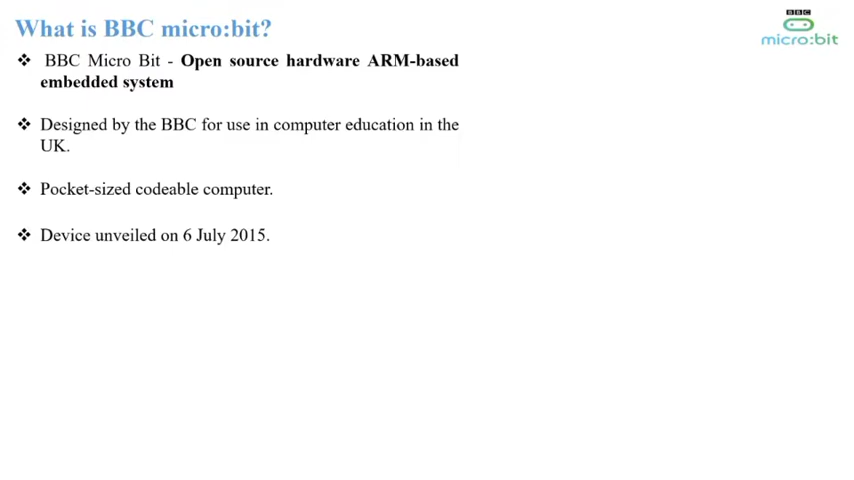 What is BBC micro:bit?
BBC
micro:bit
❖ BBC Micro Bit - Open source hardware ARM-based
embedded system
❖ Designed by the BBC for use in computer education in the
UK.
❖ Pocket-sized codeable computer.
❖ Device unveiled on 6 July 2015.